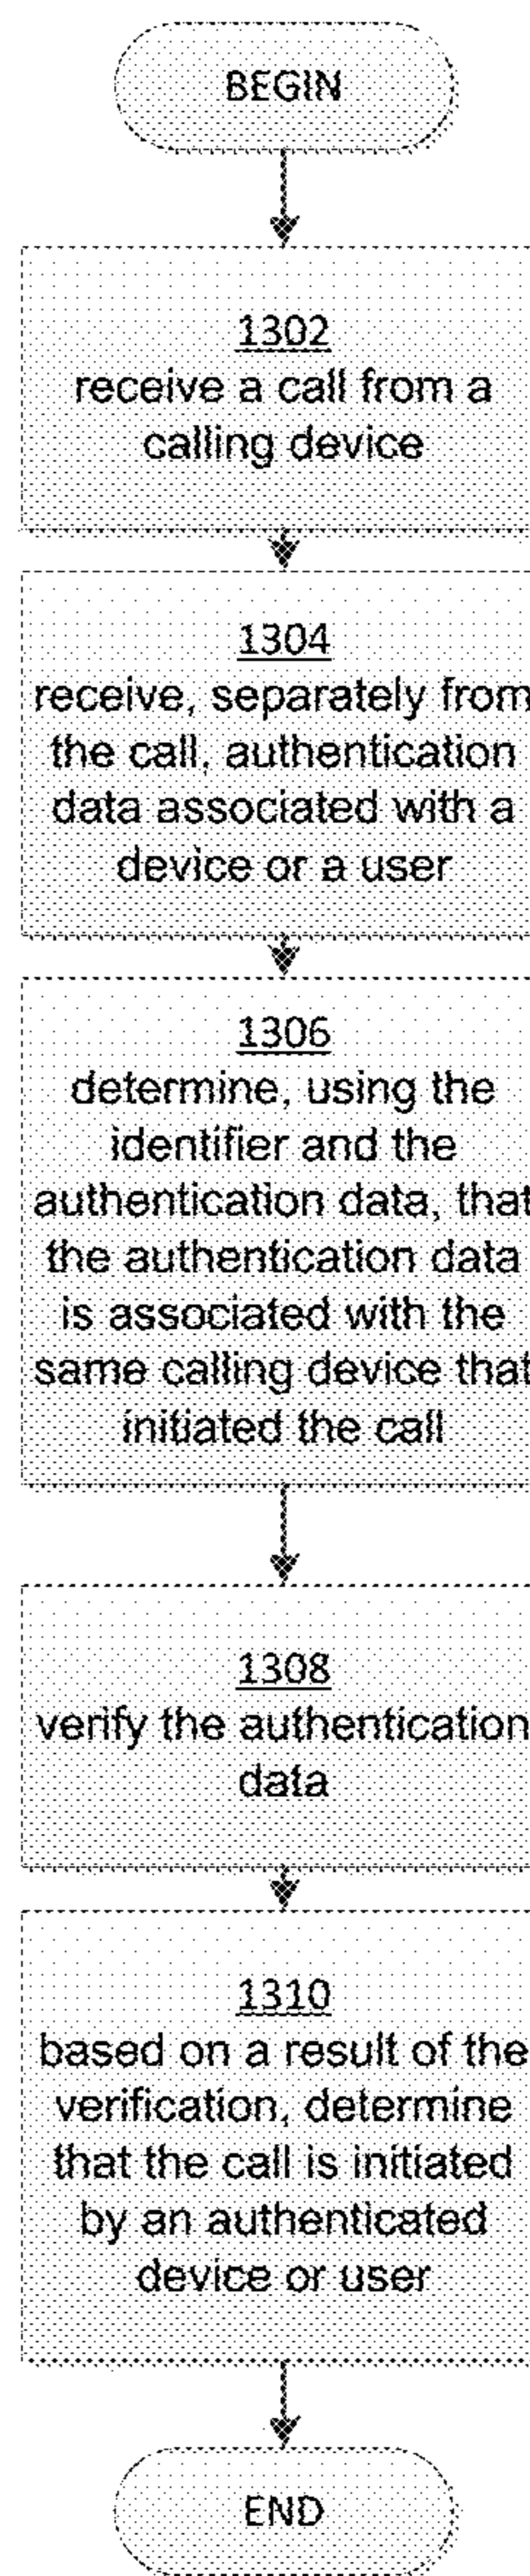 BEGIN
1302
receive a call from a
calling device
1304
receive, separately from
the call, authentication
data associated with a
device or a user
1306
determine, using the
identifier and the
authentication data, that
the authentication data
is associated with the
same calling device that
initiated the call
1308
verify the authentication
data
1310
based on a result of the
verification, determine
that the call is initiated
by an authenticated
device or user
END